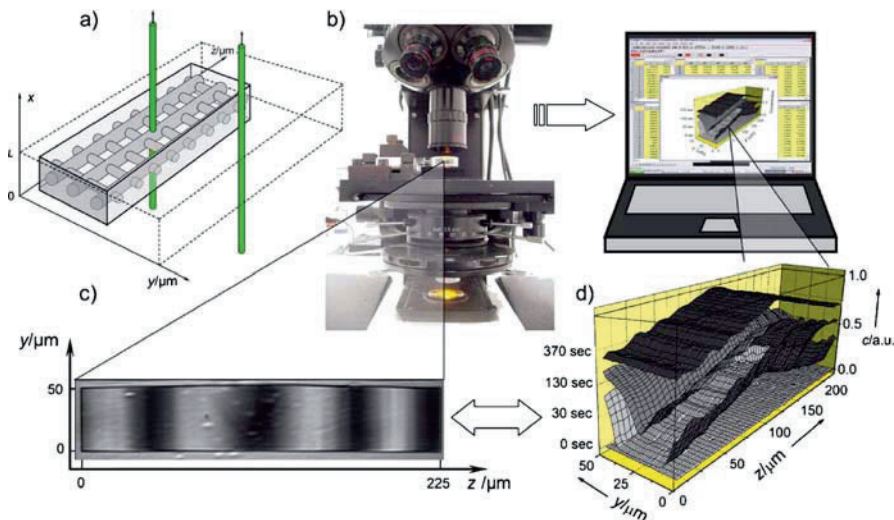 a)
b)
x
z/µm
L
0
y/µm
c)
y/µm
50
0
0
225
z /µm
d)
1.0
0.5
0.0
c/a.u.
370 sec
130 sec
30 sec
0 sec
50
25
0
y/µm
0
50
100
150
200
z/µm